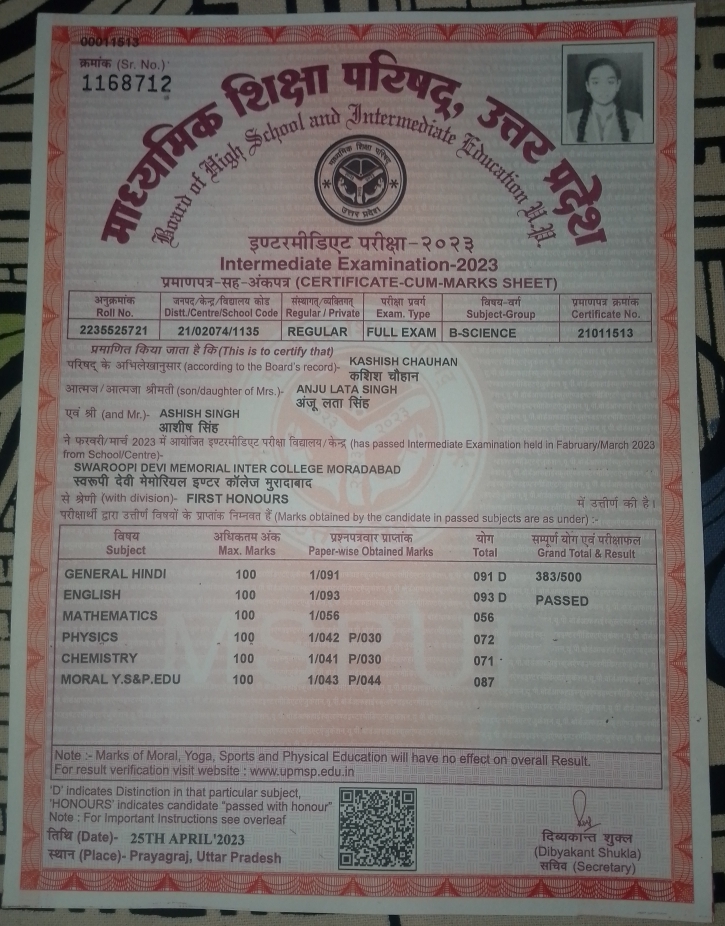 00011513
क्रमांक (Sr. No.)
1168712
माध्यमिक शिक्षा परिषद्, उत्तर प्रदेश
Board of High School and Intermediate Education U.P.
माध्यमिक शिक्षा परिषद
उत्तर प्रदेश
इण्टरमीडिएट परीक्षा-२०२३
Intermediate Examination-2023
प्रमाणपत्र-सह-अंकपत्र (CERTIFICATE-CUM-MARKS SHEET)
अनुक्रमांक जनपद/केन्द्र/विद्यालय कोड संस्थागत/व्यक्तिगत परीक्षा प्रवर्ग विषय-वर्ग प्रमाणपत्र क्रमांक
Roll No. Distt./Centre/School Code Regular / Private Exam. Type Subject-Group Certificate No.
2235525721 21/02074/1135 REGULAR FULL EXAM B-SCIENCE 21011513
प्रमाणित किया जाता है कि (This is to certify that)
परिषद् के अभिलेखानुसार (according to the Board's record)- KASHISH CHAUHAN
कशिश चौहान
आत्मज/आत्मजा श्रीमती (son/daughter of Mrs.)- ANJU LATA SINGH
अंजू लता सिंह
एवं श्री (and Mr.)- ASHISH SINGH
आशीष सिंह
ने फरवरी/मार्च 2023 में आयोजित इण्टरमीडिएट परीक्षा विद्यालय/केन्द्र (has passed Intermediate Examination held in Fabruary/March 2023
from School/Centre)-
SWAROOPI DEVI MEMORIAL INTER COLLEGE MORADABAD
स्वरूपी देवी मेमोरियल इण्टर कॉलेज मुरादाबाद
से श्रेणी (with division)- FIRST HONOURS में उत्तीर्ण की है।
परीक्षार्थी द्वारा उत्तीर्ण विषयों के प्राप्तांक निम्नवत हैं (Marks obtained by the candidate in passed subjects are as under) :-
विषय अधिकतम अंक प्रश्नपत्रवार प्राप्तांक योग सम्पूर्ण योग एवं परीक्षाफल
Subject Max. Marks Paper-wise Obtained Marks Total Grand Total & Result
GENERAL HINDI 100 1/091 091 D 383/500
ENGLISH 100 1/093 093 D PASSED
MATHEMATICS 100 1/056 056
PHYSICS 100 1/042 P/030 072
CHEMISTRY 100 1/041 P/030 071
MORAL Y.S&P.EDU 100 1/043 P/044 087
Note :- Marks of Moral, Yoga, Sports and Physical Education will have no effect on overall Result.
For result verification visit website : www.upmsp.edu.in
'D' indicates Distinction in that particular subject,
'HONOURS' indicates candidate "passed with honour"
Note : For Important Instructions see overleaf
तिथि (Date)- 25TH APRIL'2023
स्थान (Place)- Prayagraj, Uttar Pradesh
दिब्यकान्त शुक्ल
(Dibyakant Shukla)
सचिव (Secretary)